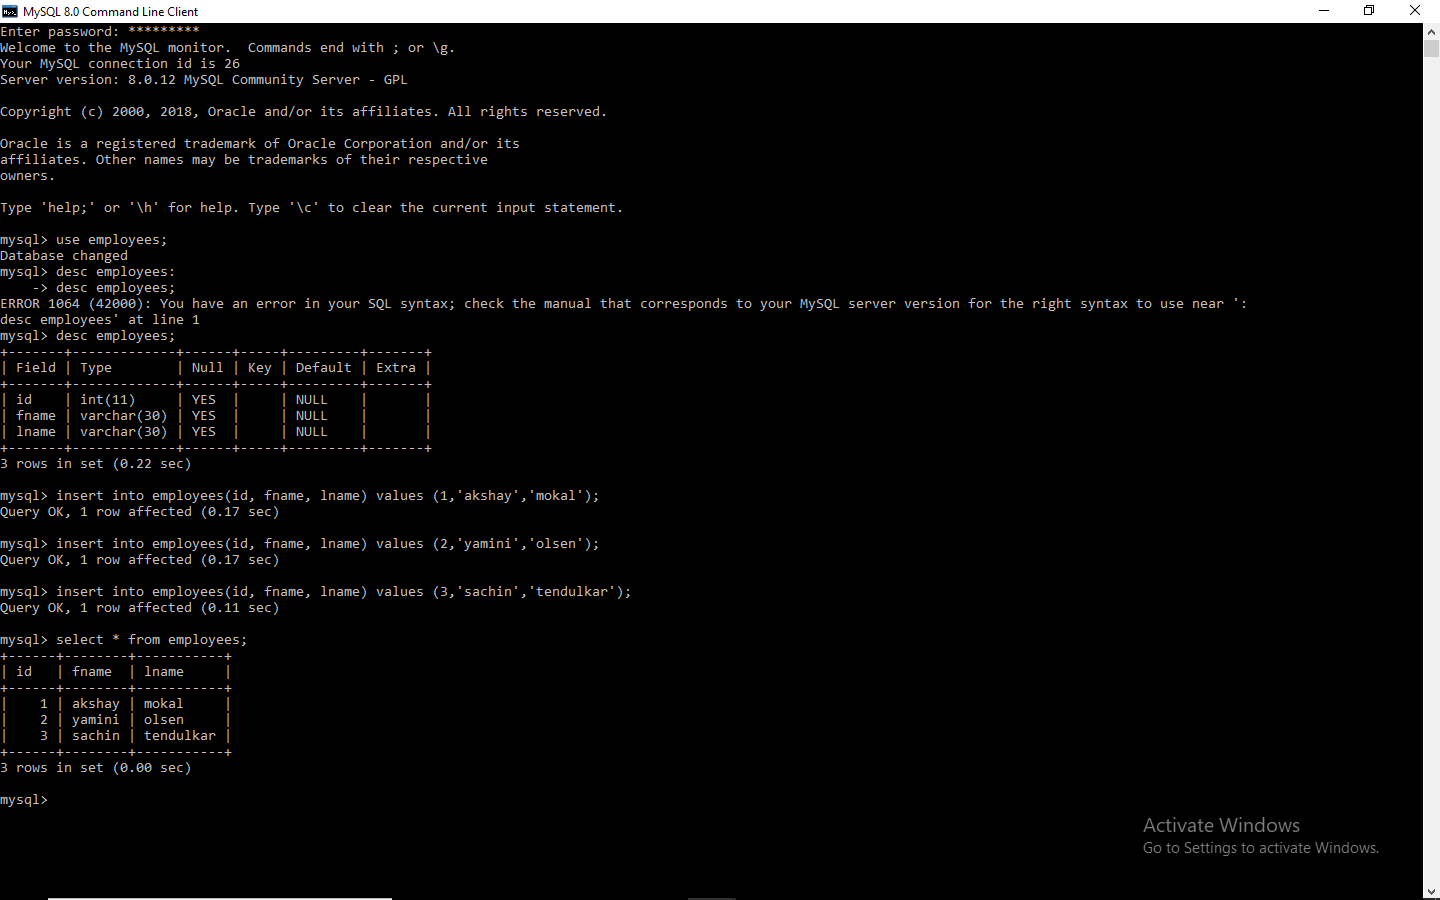 MySQL 8.0 Command Line Client
Enter password: *********
Welcome to the MySQL monitor.  Commands end with ; or \g.
Your MySQL connection id is 26
Server version: 8.0.12 MySQL Community Server - GPL
Copyright (c) 2000, 2018, Oracle and/or its affiliates. All rights reserved.
Oracle is a registered trademark of Oracle Corporation and/or its
affiliates. Other names may be trademarks of their respective
owners.
Type 'help;' or '\h' for help. Type '\c' to clear the current input statement.
mysql> use employees;
Database changed
mysql> desc employees:
    -> desc employees;
ERROR 1064 (42000): You have an error in your SQL syntax; check the manual that corresponds to your MySQL server version for the right syntax to use near ':
desc employees' at line 1
mysql> desc employees;
+-------+-------------+------+-----+---------+-------+
| Field | Type        | Null | Key | Default | Extra |
+-------+-------------+------+-----+---------+-------+
| id    | int(11)     | YES  |     | NULL    |       |
| fname | varchar(30) | YES  |     | NULL    |       |
| lname | varchar(30) | YES  |     | NULL    |       |
+-------+-------------+------+-----+---------+-------+
3 rows in set (0.22 sec)
mysql> insert into employees(id, fname, lname) values (1,'akshay','mokal');
Query OK, 1 row affected (0.17 sec)
mysql> insert into employees(id, fname, lname) values (2,'yamini','olsen');
Query OK, 1 row affected (0.17 sec)
mysql> insert into employees(id, fname, lname) values (3,'sachin','tendulkar');
Query OK, 1 row affected (0.11 sec)
mysql> select * from employees;
+------+--------+-----------+
| id   | fname  | lname     |
+------+--------+-----------+
|    1 | akshay | mokal     |
|    2 | yamini | olsen     |
|    3 | sachin | tendulkar |
+------+--------+-----------+
3 rows in set (0.00 sec)
mysql>
Activate Windows
Go to Settings to activate Windows.